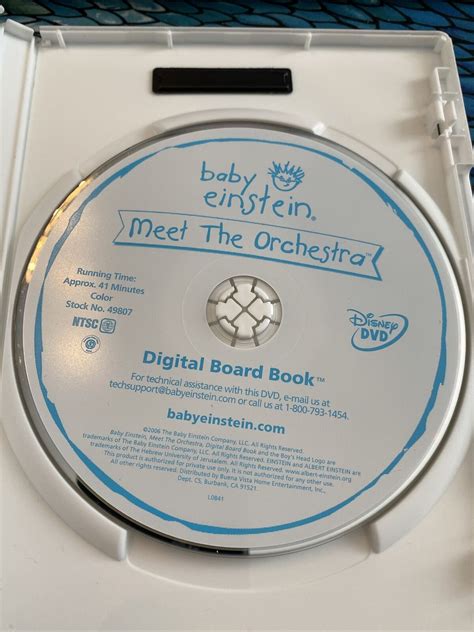 baby
einstein®
Meet The Orchestra™
Running Time:
Approx. 41 Minutes
Color
Stock No. 49807
NTSC
Disney
DVD
Digital Board Book™
For technical assistance with this DVD, e-mail us at
techsupport@babyeinstein.com or call us at 1-800-793-1454.
babyeinstein.com
©2006 The Baby Einstein Company, LLC. All Rights Reserved.
Baby Einstein, Meet The Orchestra, Digital Board Book and the Boy's Head Logo are
trademarks of The Baby Einstein Company, LLC. All Rights Reserved. EINSTEIN and ALBERT EINSTEIN are
trademarks of The Hebrew University of Jerusalem. All Rights Reserved. www.albert-einstein.org
This product is authorized for private use only. It is not authorized for any other use.
All other rights reserved. Distributed by Buena Vista Home Entertainment, Inc.,
Dept. CS, Burbank, CA 91521.
L0841